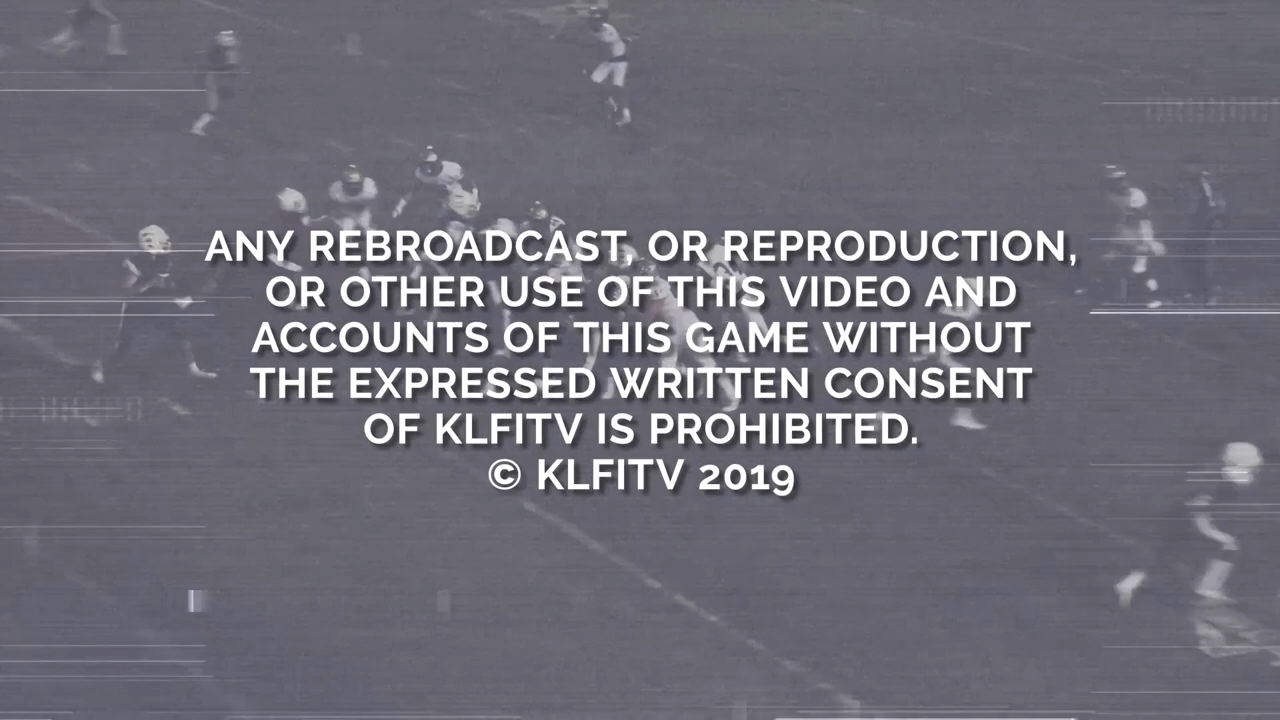 ANY REBROADCAST, OR REPRODUCTION,
OR OTHER USE OF THIS VIDEO AND
ACCOUNTS OF THIS GAME WITHOUT
THE EXPRESSED WRITTEN CONSENT
OF KLFITV IS PROHIBITED.
© KLFITV 2019